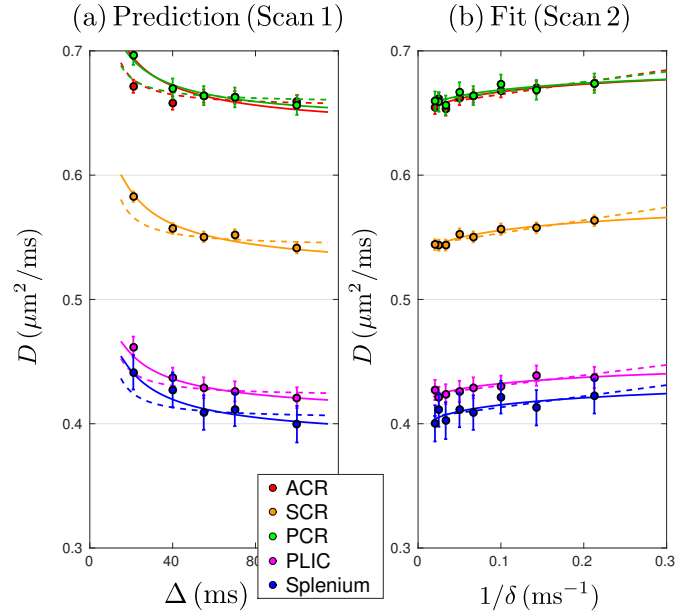 (a) Prediction (Scan 1)
(b) Fit (Scan 2)
0.7
0.6
0.5
0.4
0.3
D (μm²/ms)
20
40
80
Δ (ms)
0.7
0.6
0.5
0.4
0.3
D (μm²/ms)
0
0.1
0.2
0.3
1/δ (ms⁻¹)
ACR
SCR
PCR
PLIC
Splenium